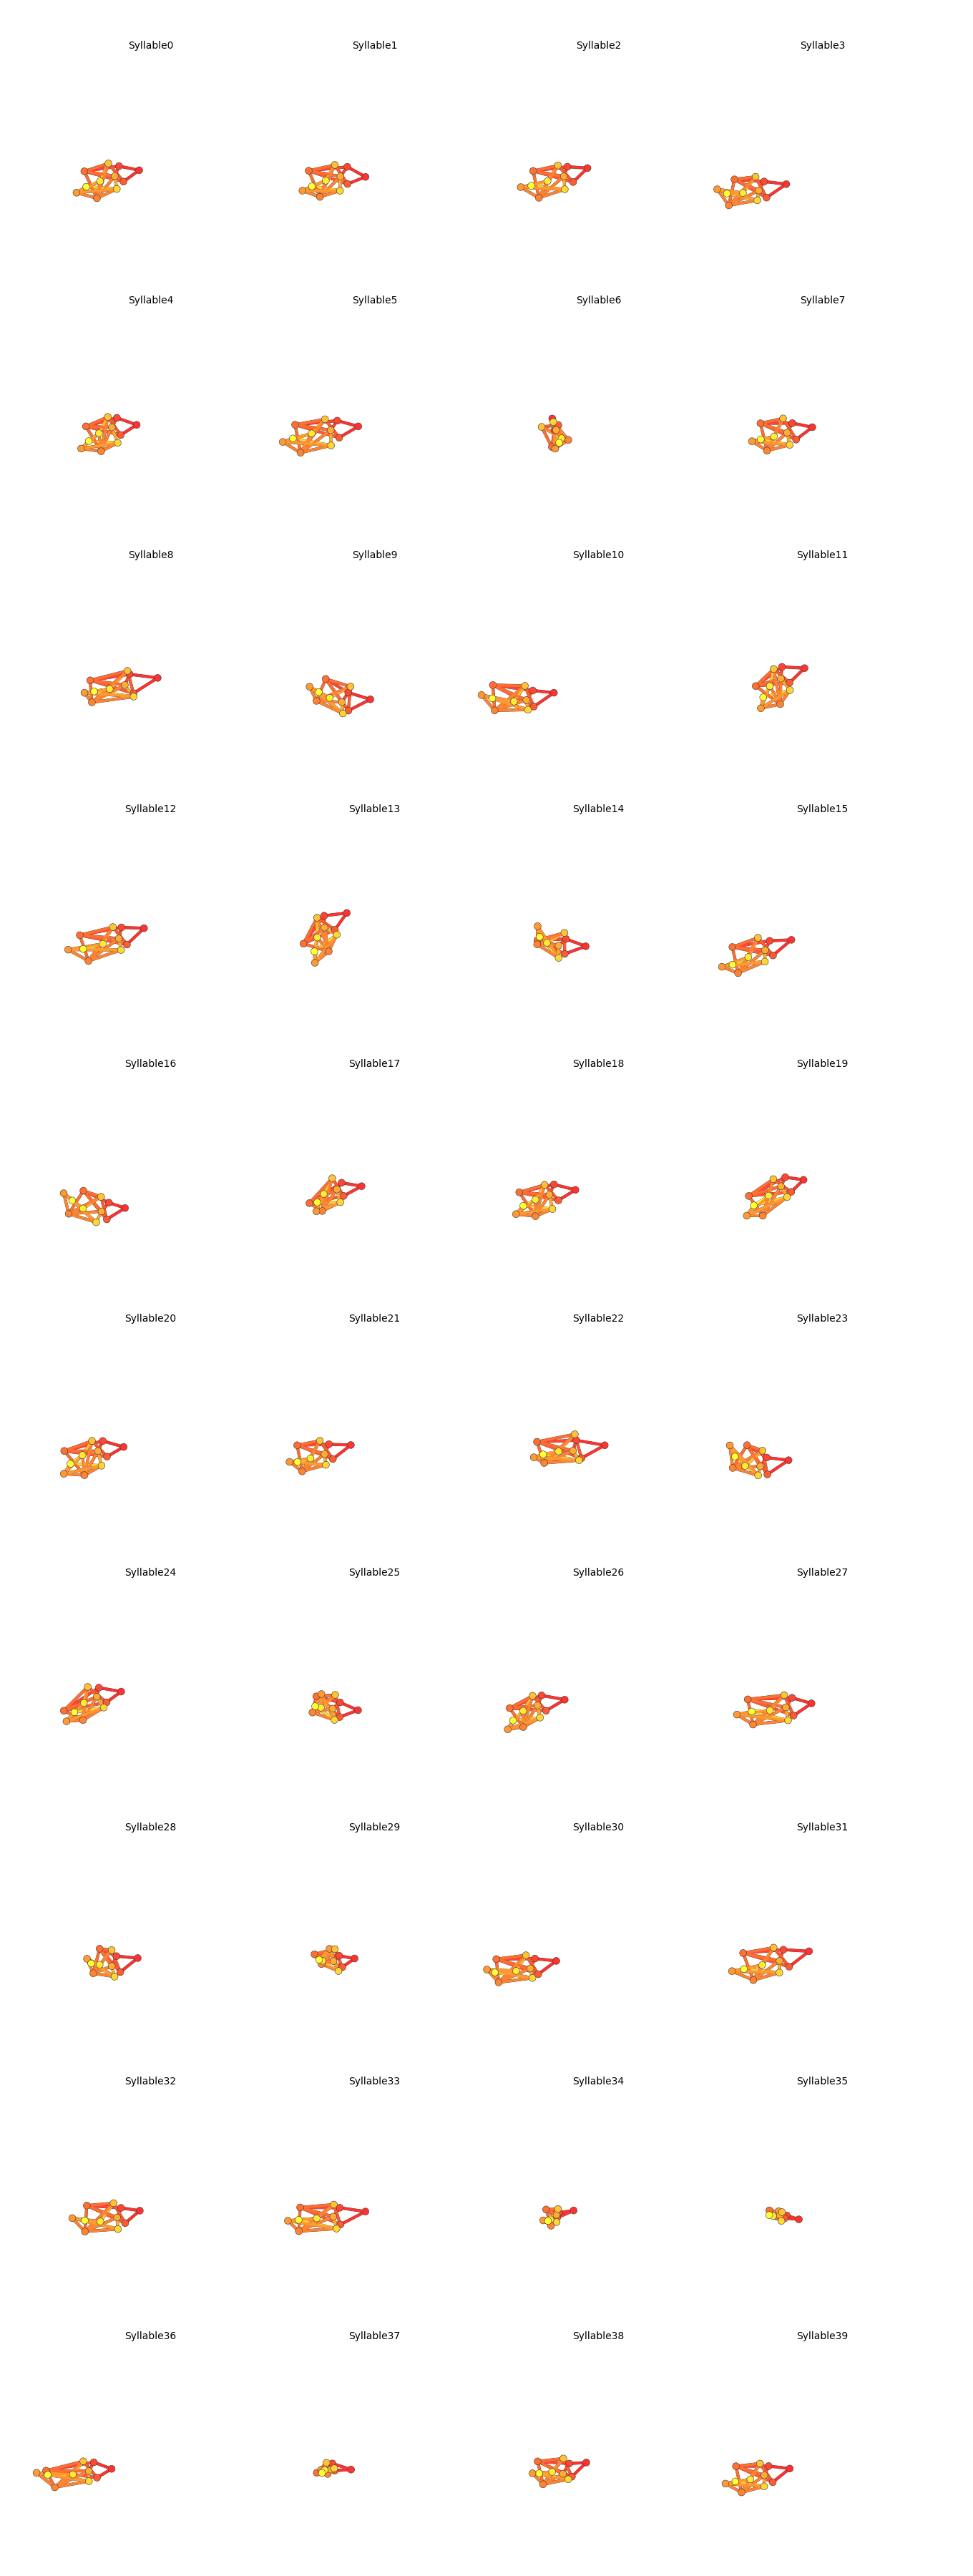 Syllable0 Syllable1 Syllable2 Syllable3
Syllable4 Syllable5 Syllable6 Syllable7
Syllable8 Syllable9 Syllable10 Syllable11
Syllable12 Syllable13 Syllable14 Syllable15
Syllable16 Syllable17 Syllable18 Syllable19
Syllable20 Syllable21 Syllable22 Syllable23
Syllable24 Syllable25 Syllable26 Syllable27
Syllable28 Syllable29 Syllable30 Syllable31
Syllable32 Syllable33 Syllable34 Syllable35
Syllable36 Syllable37 Syllable38 Syllable39